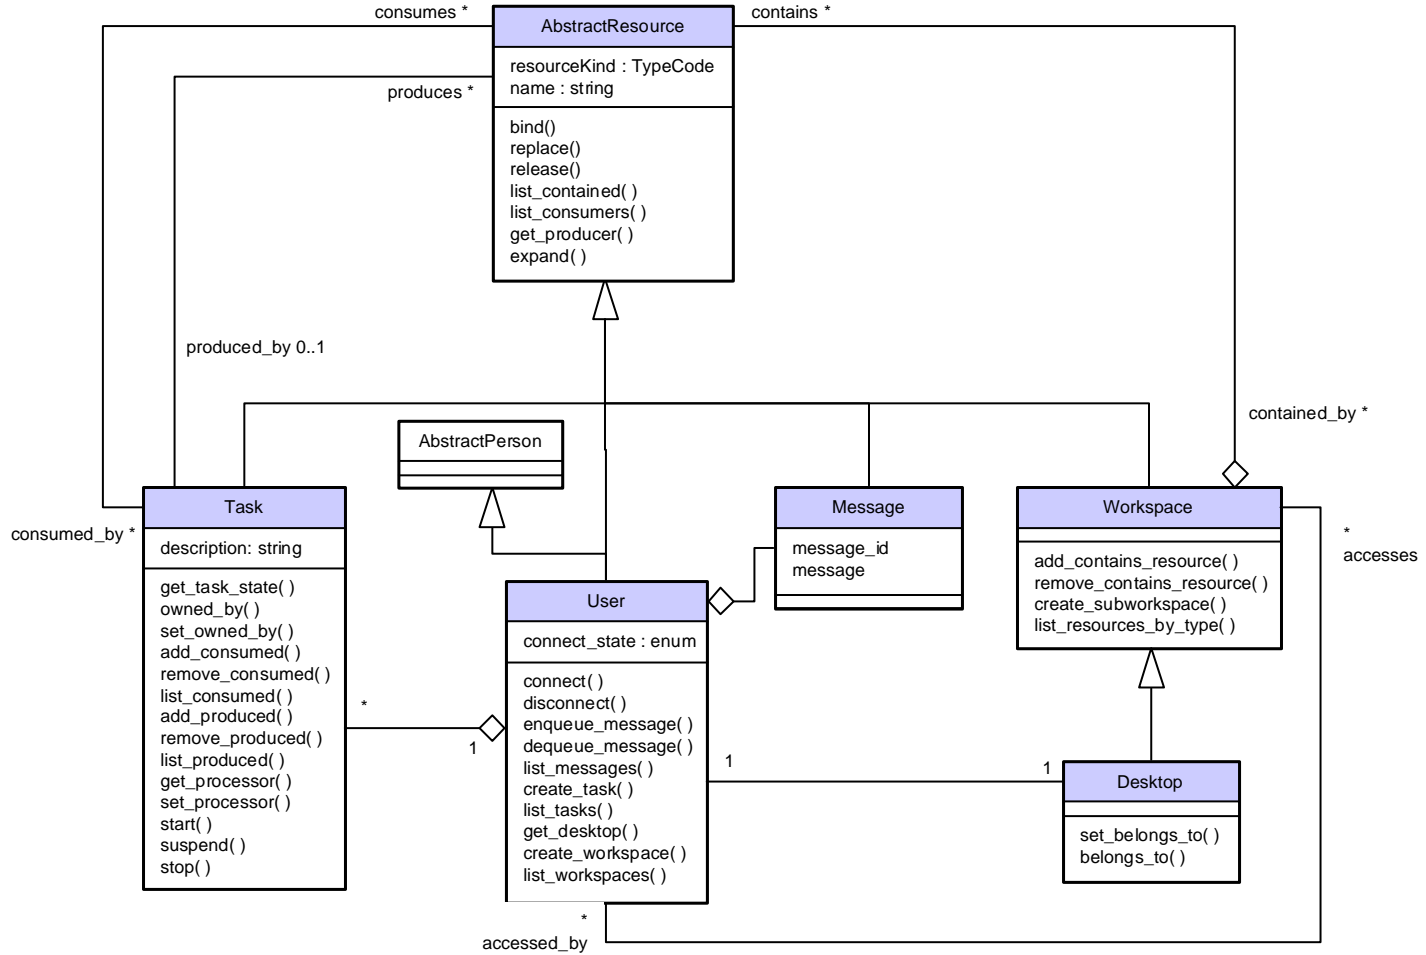 consumes *
AbstractResource
contains *
resourceKind : TypeCode
name : string
produces *
bind()
replace()
release()
list_contained( )
list_consumers( )
get_producer( )
expand( )
produced_by 0..1
contained_by *
AbstractPerson
Task
Message
Workspace
consumed_by *
*
accesses
description: string
message_id
message
add_contains_resource( )
remove_contains_resource( )
create_subworkspace( )
list_resources_by_type( )
get_task_state( )
owned_by( )
set_owned_by( )
add_consumed( )
remove_consumed( )
list_consumed( )
add_produced( )
remove_produced( )
list_produced( )
get_processor( )
set_processor( )
start( )
suspend( )
stop( )
User
connect_state : enum
connect( )
disconnect( )
enqueue_message( )
dequeue_message( )
list_messages( )
create_task( )
list_tasks( )
get_desktop( )
create_workspace( )
list_workspaces( )
*
1
1
1
Desktop
set_belongs_to( )
belongs_to( )
*
accessed_by